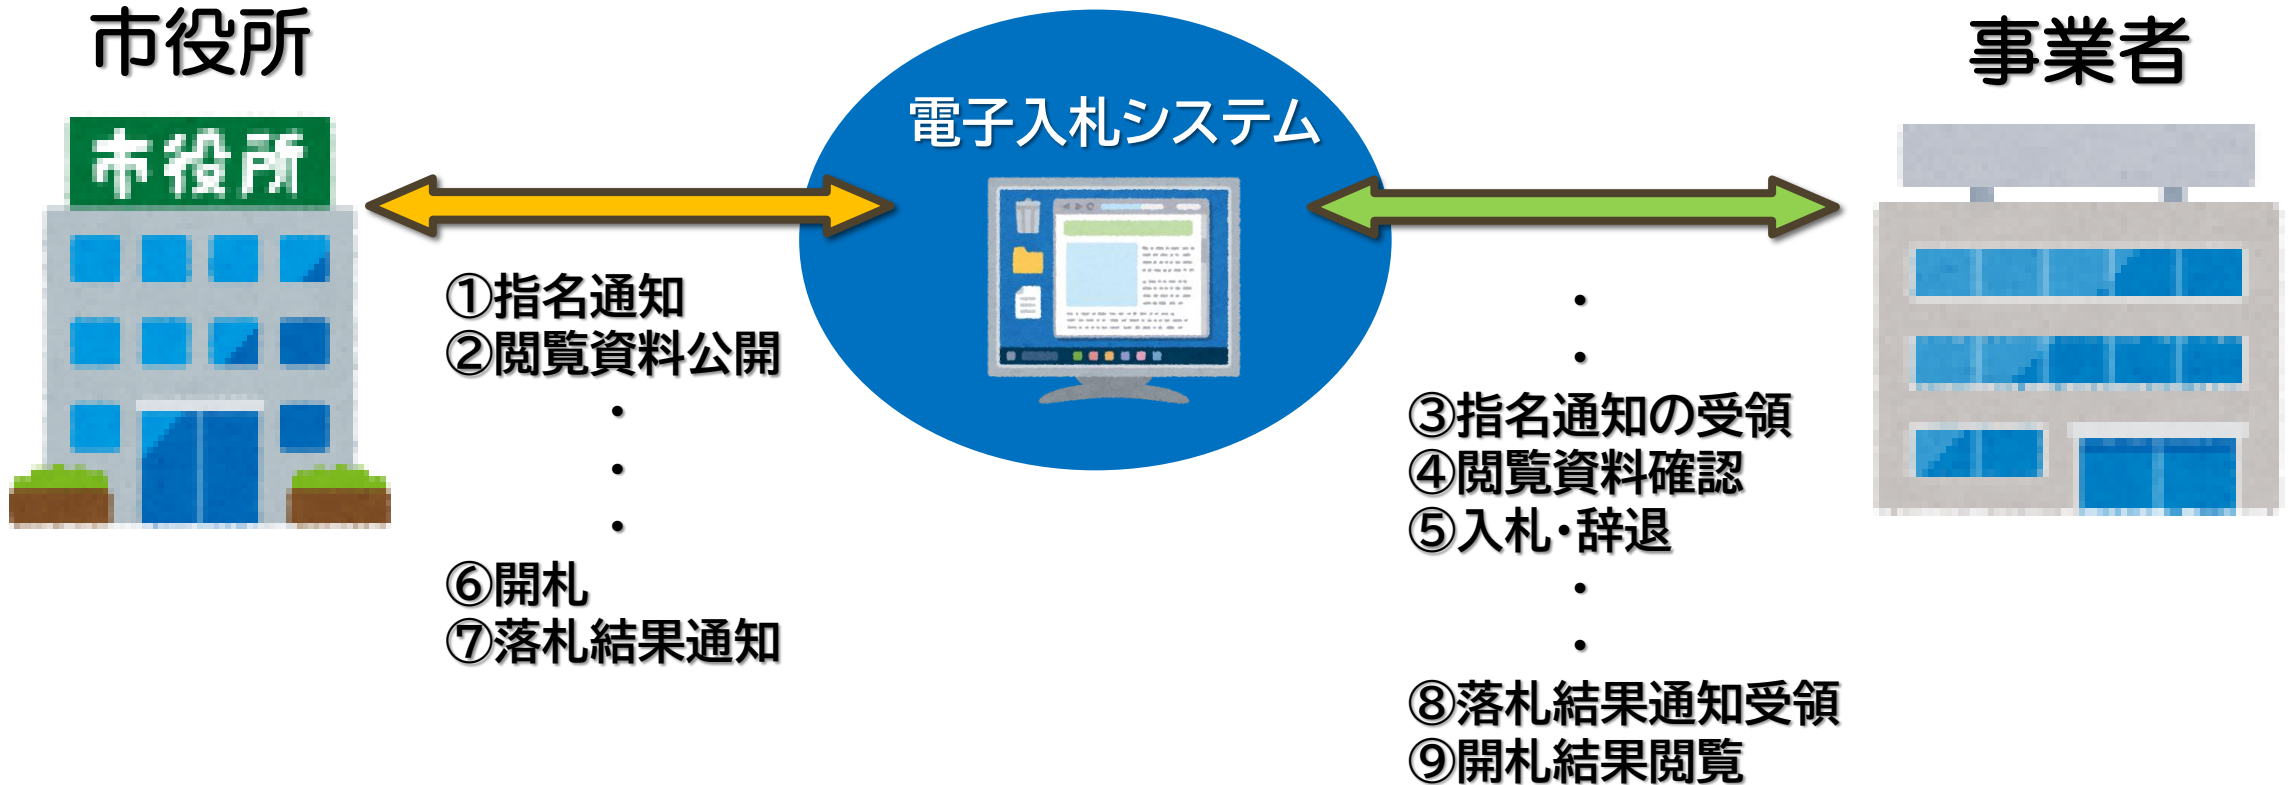 市役所
市役所
電子入札システム
事業者
①指名通知
②閲覧資料公開
・
・
・
⑥開札
⑦落札結果通知
・
・
③指名通知の受領
④閲覧資料確認
⑤入札・辞退
・
・
⑧落札結果通知受領
⑨開札結果閲覧